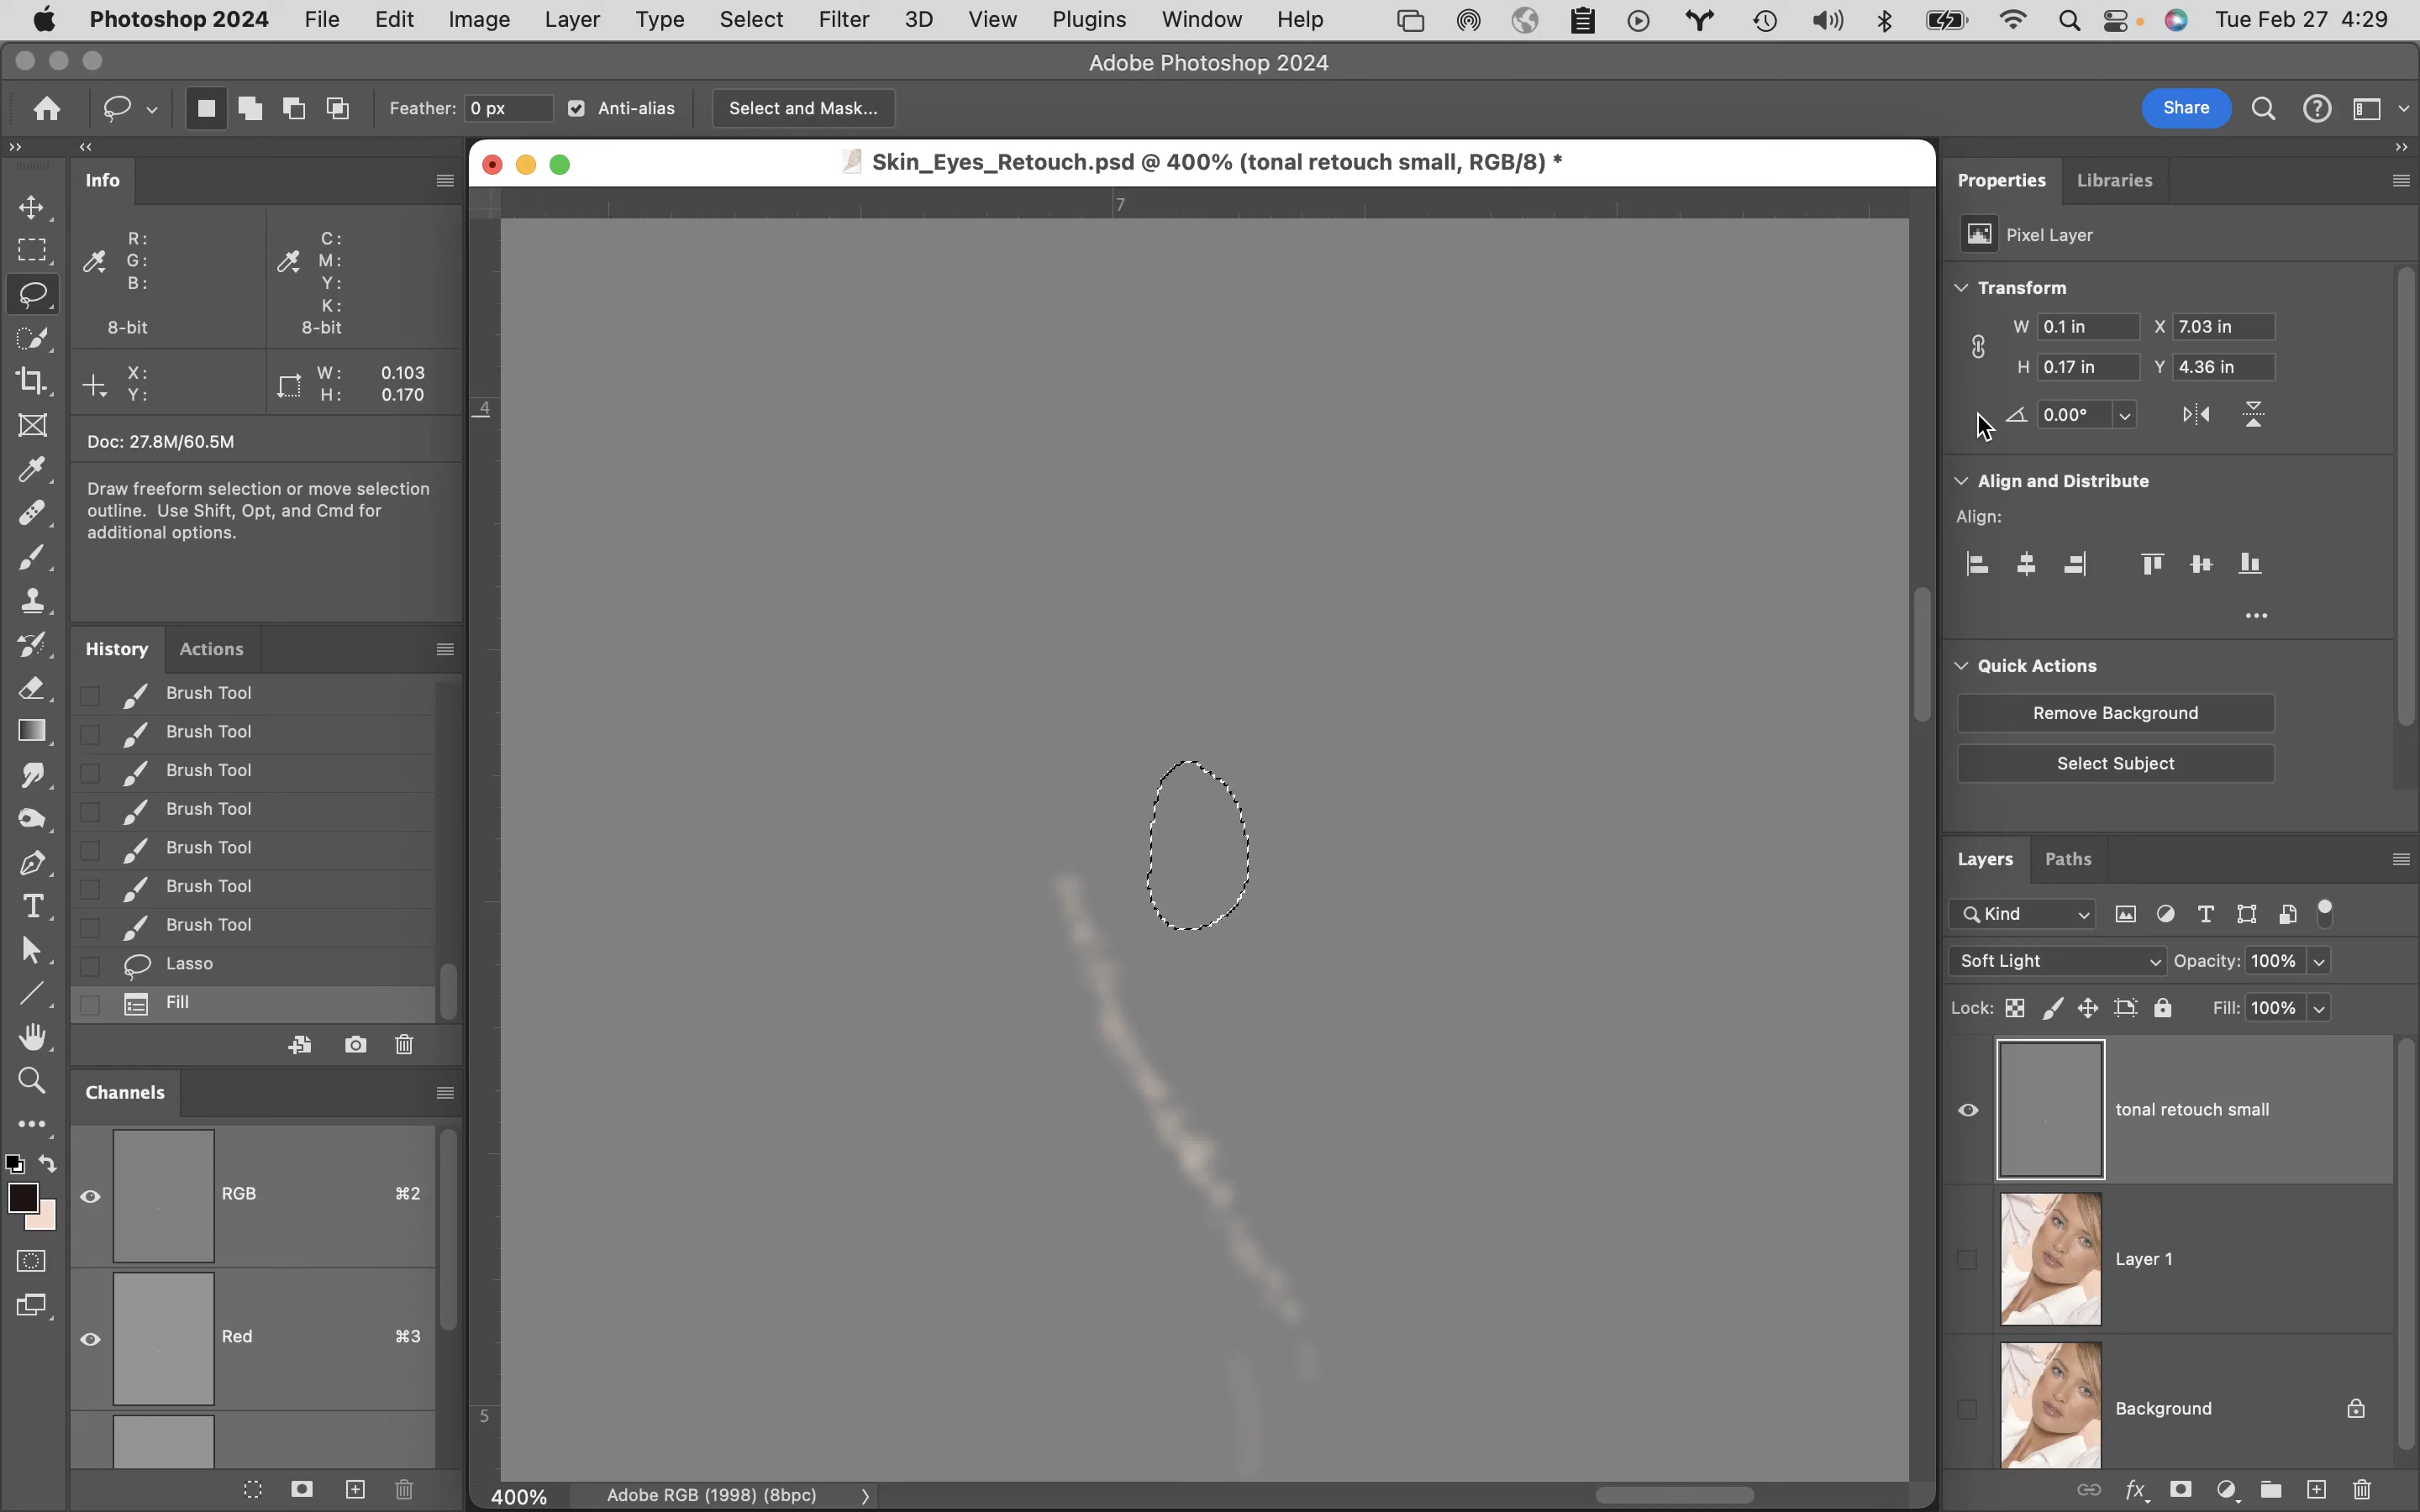 Photoshop 2024 File Edit Image Layer Type Select Filter 3D View Plugins Window Help Tue Feb 27 4:29
Adobe Photoshop 2024
Feather: 0 px Anti-alias Select and Mask... Share
Skin_Eyes_Retouch.psd @ 400% (tonal retouch small, RGB/8) *
Info
R:
G:
B:
8-bit
C:
M:
Y:
K:
8-bit
X:
Y:
W: 0.103
H: 0.170
Doc: 27.8M/60.5M
Draw freeform selection or move selection
outline. Use Shift, Opt, and Cmd for
additional options.
History Actions
Brush Tool
Brush Tool
Brush Tool
Brush Tool
Brush Tool
Brush Tool
Brush Tool
Lasso
Fill
Channels
RGB ⌘2
Red ⌘3
7
4
5
400% Adobe RGB (1998) (8bpc)
Properties Libraries
Pixel Layer
Transform
W 0.1 in X 7.03 in
H 0.17 in Y 4.36 in
0.00°
Align and Distribute
Align:
Quick Actions
Remove Background
Select Subject
Layers Paths
Kind
Soft Light Opacity: 100%
Lock: Fill: 100%
tonal retouch small
Layer 1
Background
fx